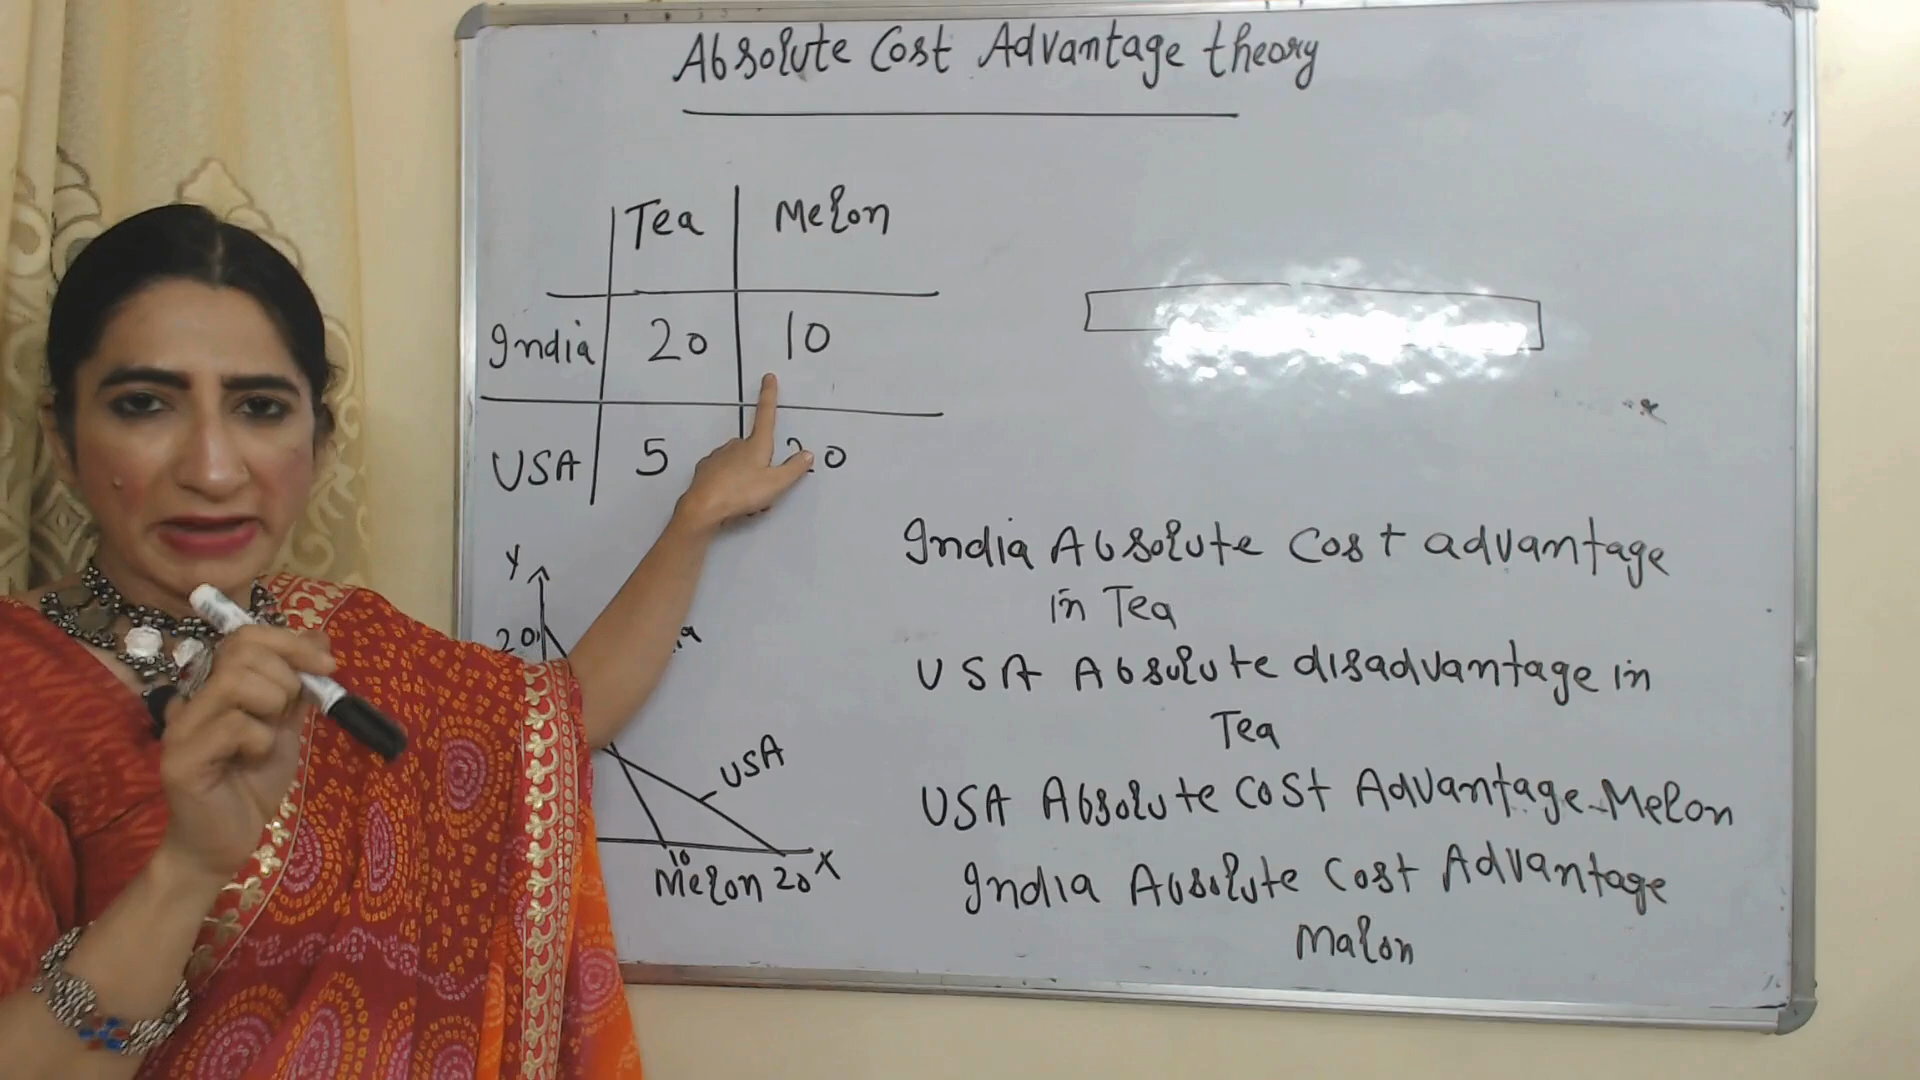 Absolute Cost Advantage theory
Tea Melon
India 20 10
USA 5 20
India Absolute Cost advantage
in Tea
USA Absolute disadvantage in
Tea
USA Absolute Cost Advantage-Melon
India Absolute Cost Advantage
Malon
Y
20
USA
10
Melon 20 X